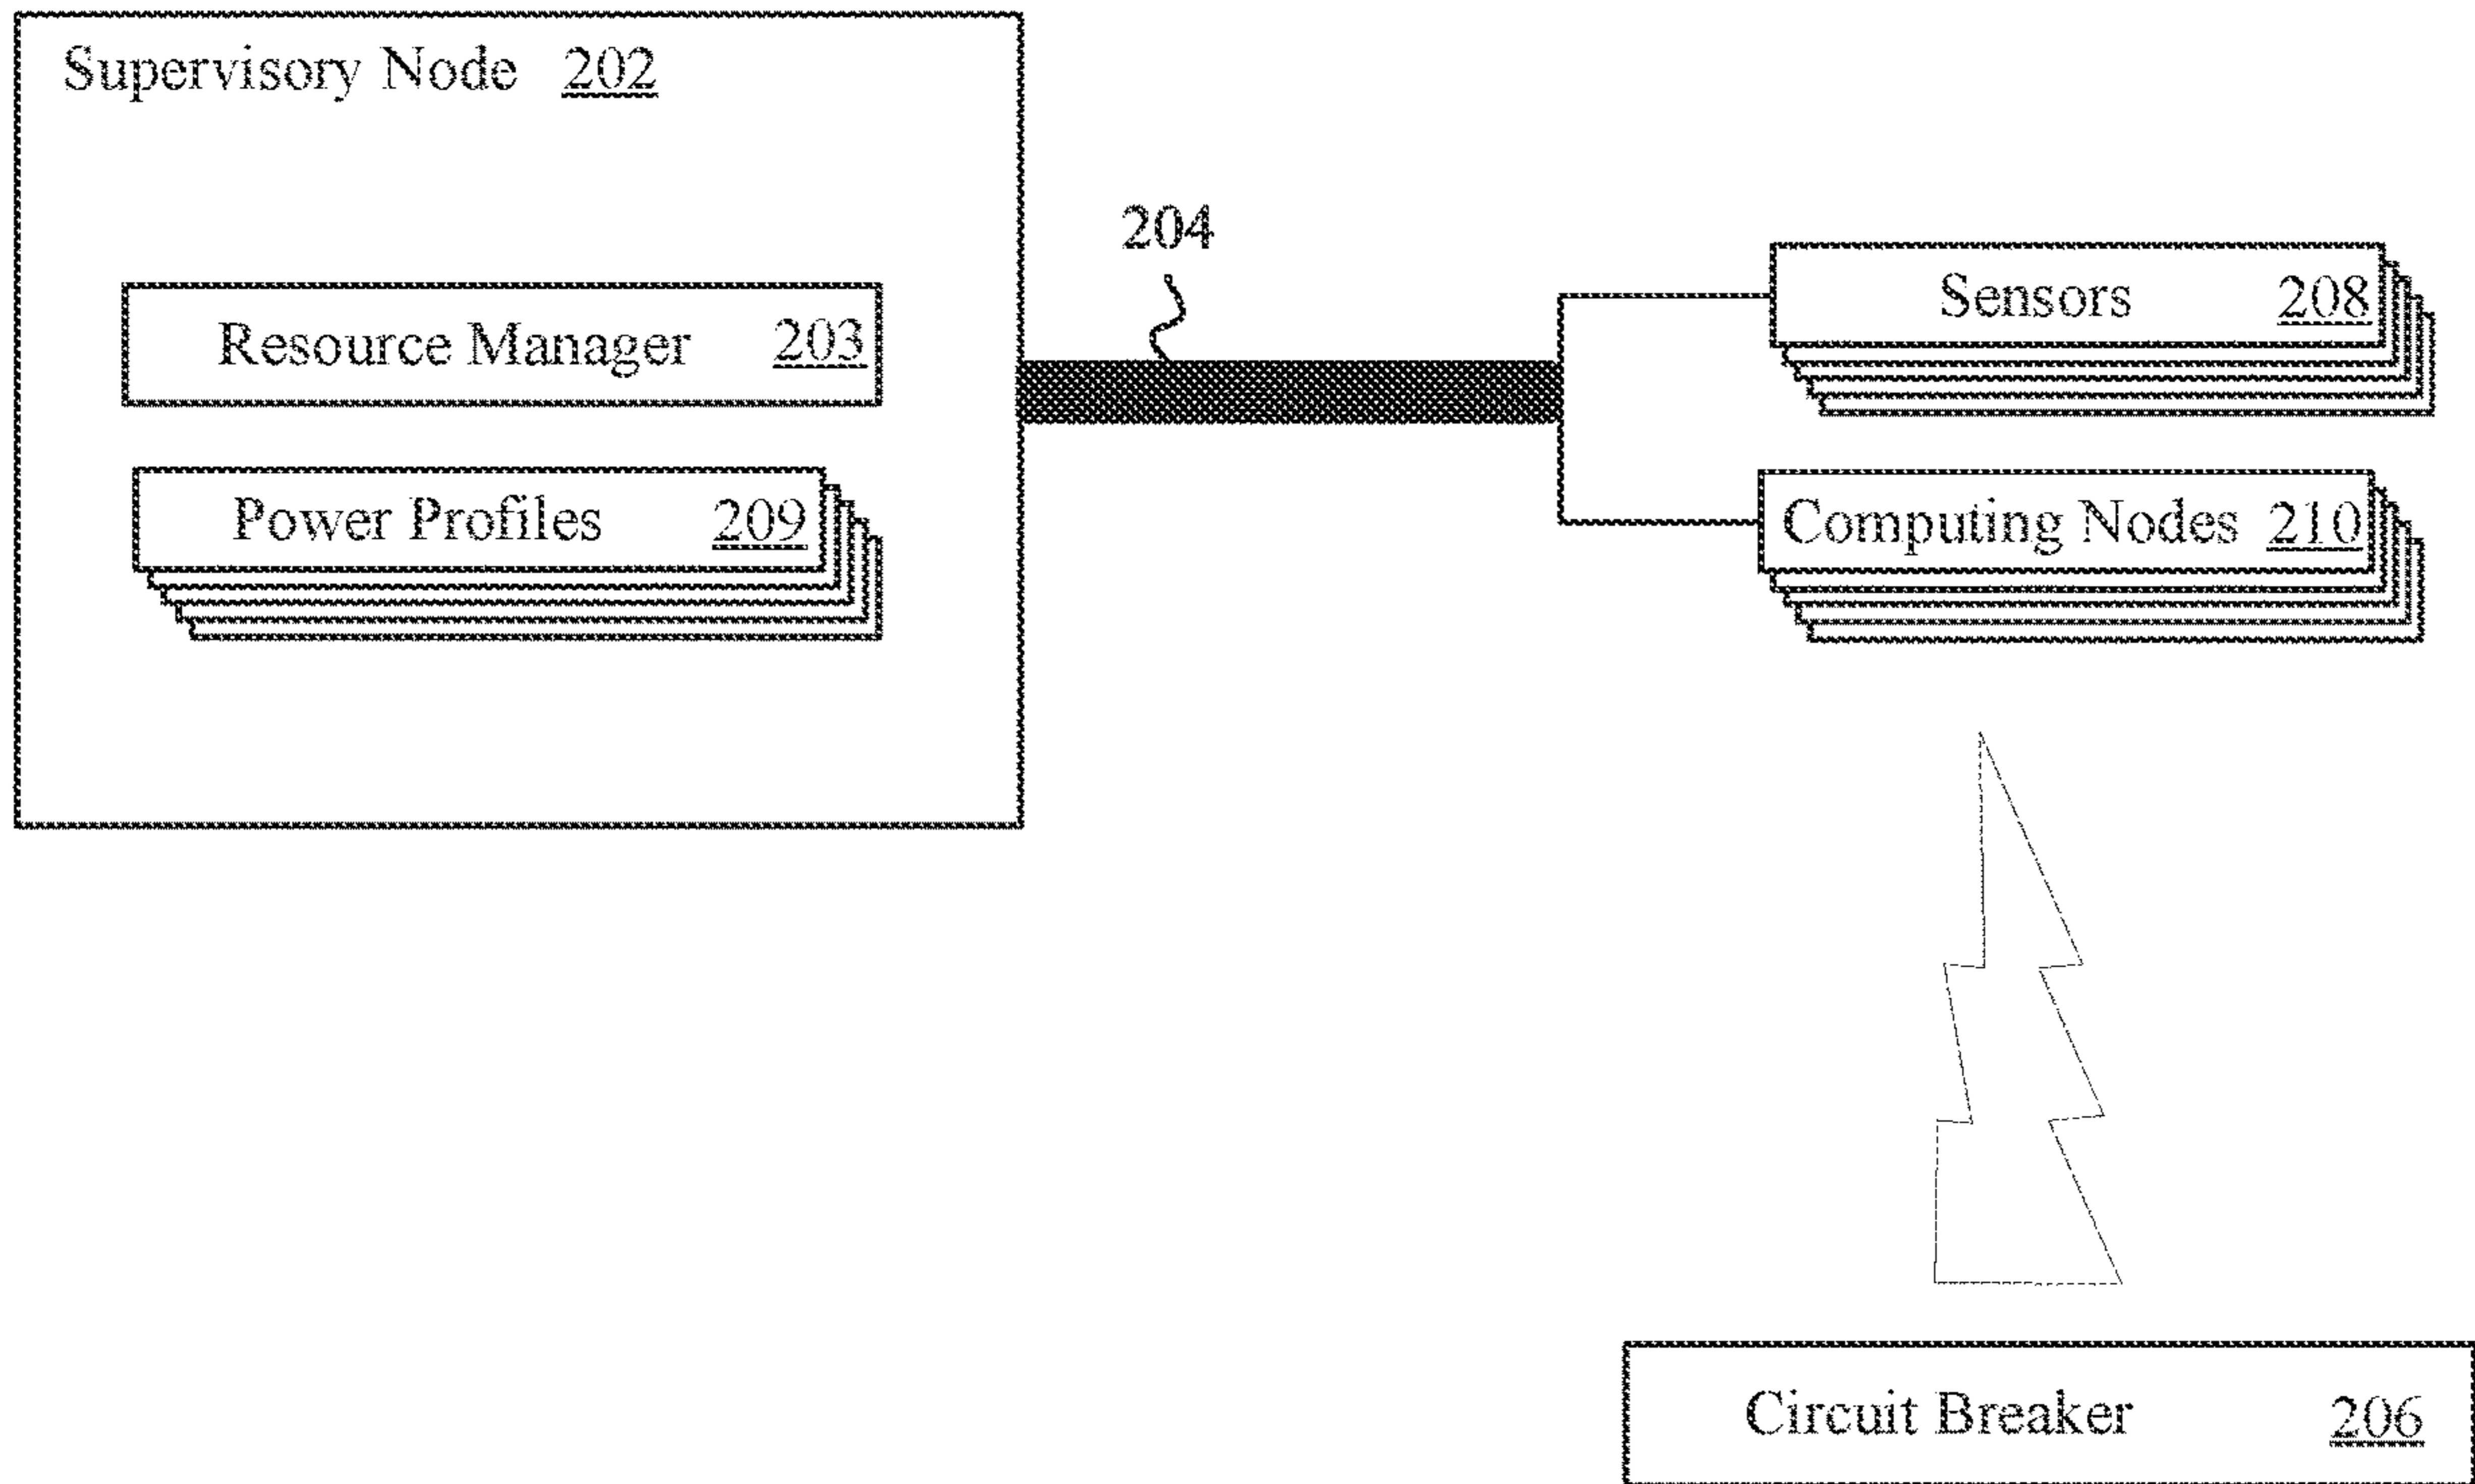 Supervisory Node 202
204
Resource Manager 203
Sensors 208
Power Profiles 209
Computing Nodes 210
Circuit Breaker 206